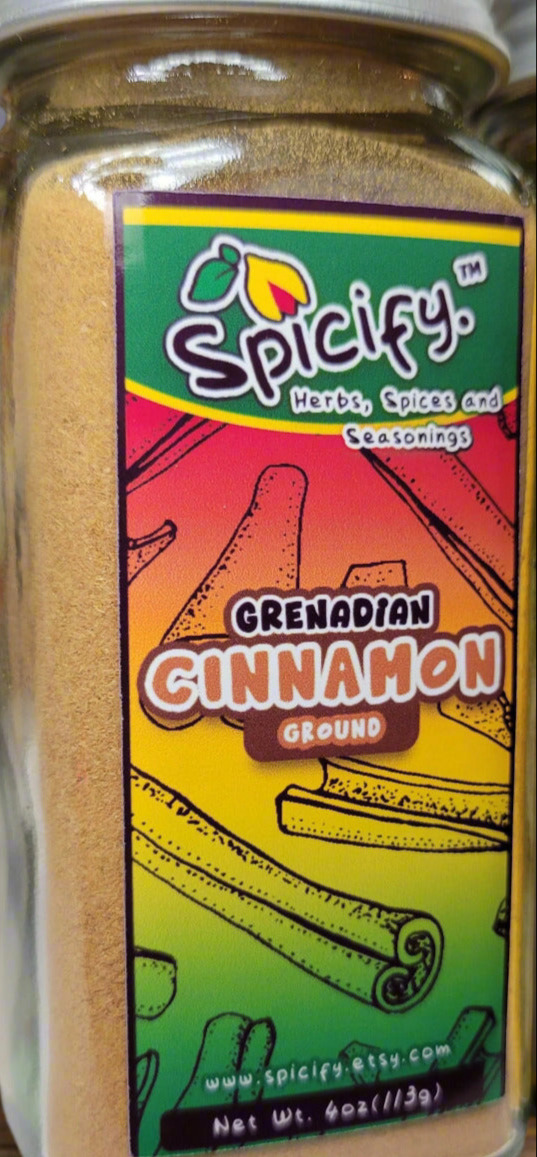 Spicify.™
Herbs, Spices and
Seasonings
GRENADIAN
CINNAMON
GROUND
www.spicify.etsy.com
Net Wt. 4oz(113g)